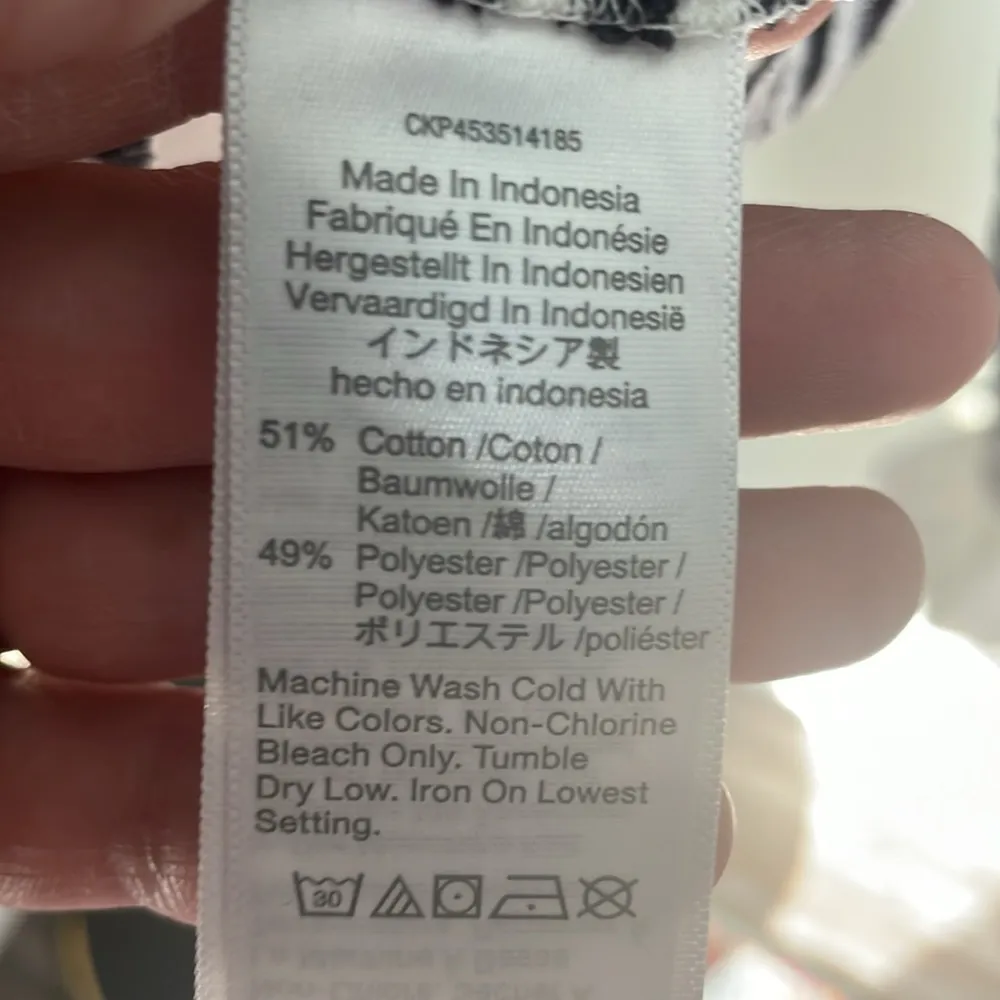 CKP453514185
Made In Indonesia
Fabriqué En Indonésie
Hergestellt In Indonesien
Vervaardigd In Indonesië
インドネシア製
hecho en indonesia
51% Cotton /Coton /
Baumwolle /
Katoen /綿 /algodón
49% Polyester /Polyester /
Polyester /Polyester /
ポリエステル /poliéster
Machine Wash Cold With
Like Colors. Non-Chlorine
Bleach Only. Tumble
Dry Low. Iron On Lowest
Setting.
30